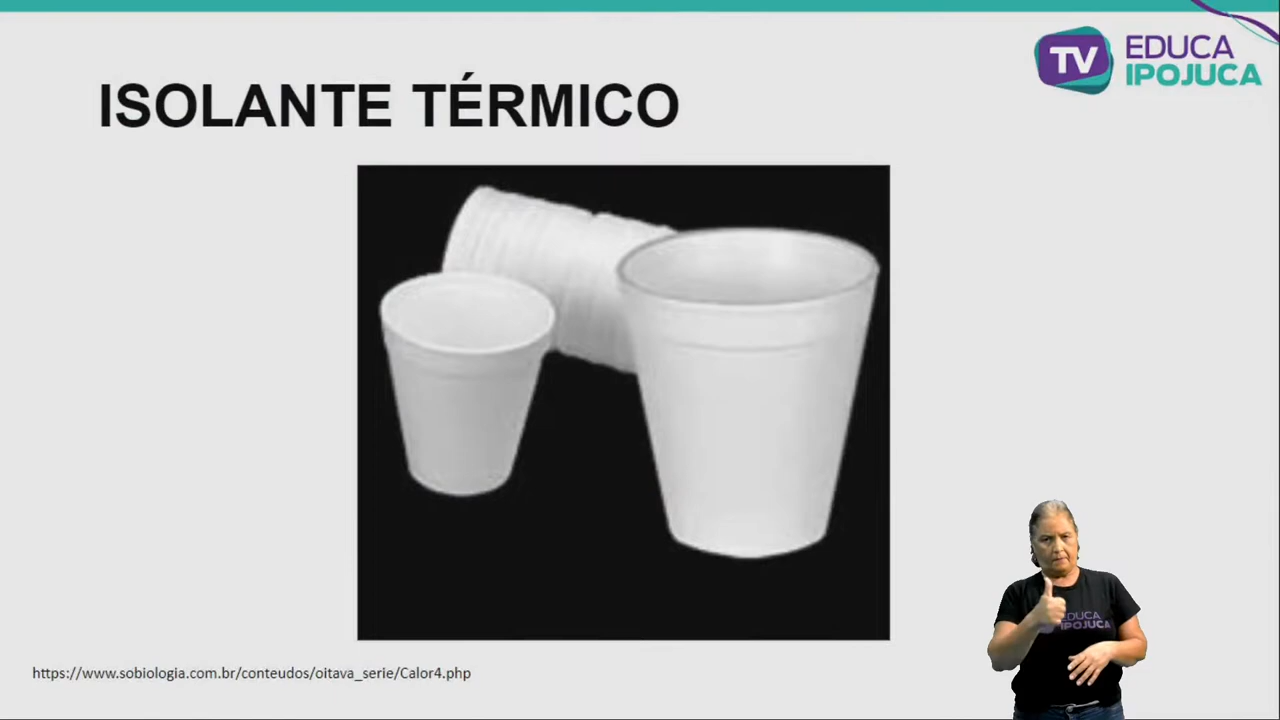 TV EDUCA
IPOJUCA
ISOLANTE TÉRMICO
EDUCA
IPOJUCA
https://www.sobiologia.com.br/conteudos/oitava_serie/Calor4.php